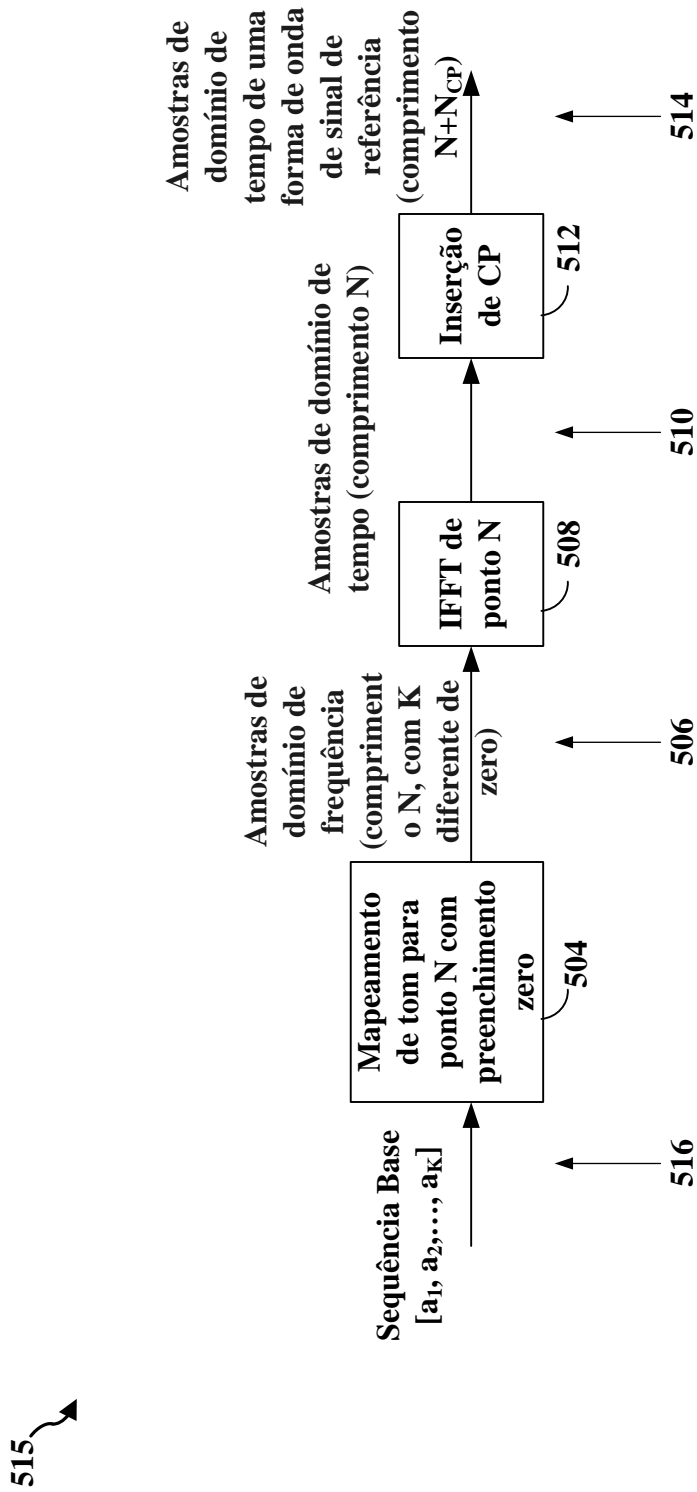 515
Sequência Base
[a₁, a₂,…, aK]
516
Mapeamento
de tom para
ponto N com
preenchimento
zero
504
Amostras de
domínio de
frequência
(compriment
o N, com K
diferente de
zero)
506
IFFT de
ponto N
508
Amostras de domínio de
tempo (comprimento N)
510
Inserção
de CP
512
Amostras de
domínio de
tempo de uma
forma de onda
de sinal de
referência
(comprimento
N+NCP)
514